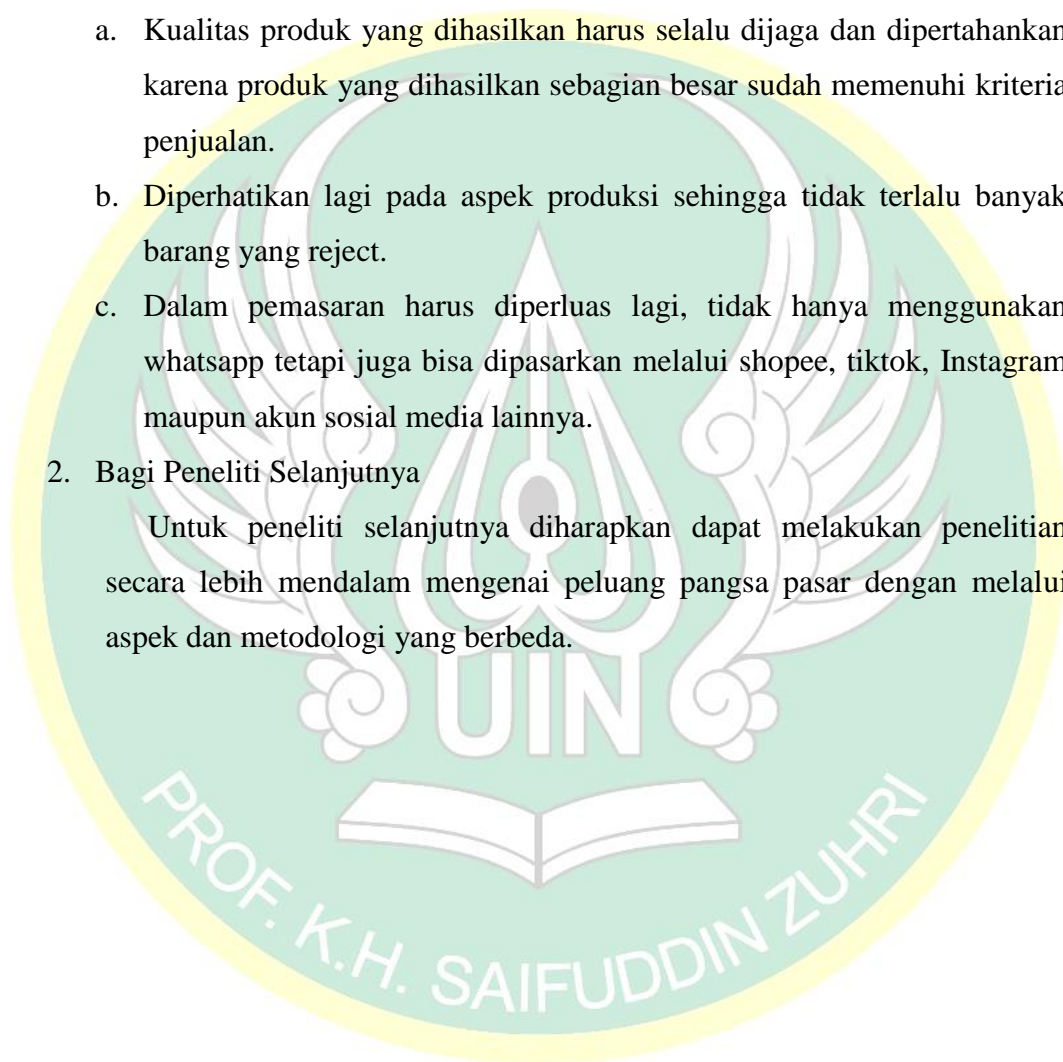 a. Kualitas produk yang dihasilkan harus selalu dijaga dan dipertahankan
karena produk yang dihasilkan sebagian besar sudah memenuhi kriteria
penjualan.
b. Diperhatikan lagi pada aspek produksi sehingga tidak terlalu banyak
barang yang reject.
c. Dalam pemasaran harus diperluas lagi, tidak hanya menggunakan
whatsapp tetapi juga bisa dipasarkan melalui shopee, tiktok, Instagram
maupun akun sosial media lainnya.
2. Bagi Peneliti Selanjutnya
Untuk peneliti selanjutnya diharapkan dapat melakukan penelitian
secara lebih mendalam mengenai peluang pangsa pasar dengan melalui
aspek dan metodologi yang berbeda.
UIN
PROF. K.H. SAIFUDDIN ZUHRI